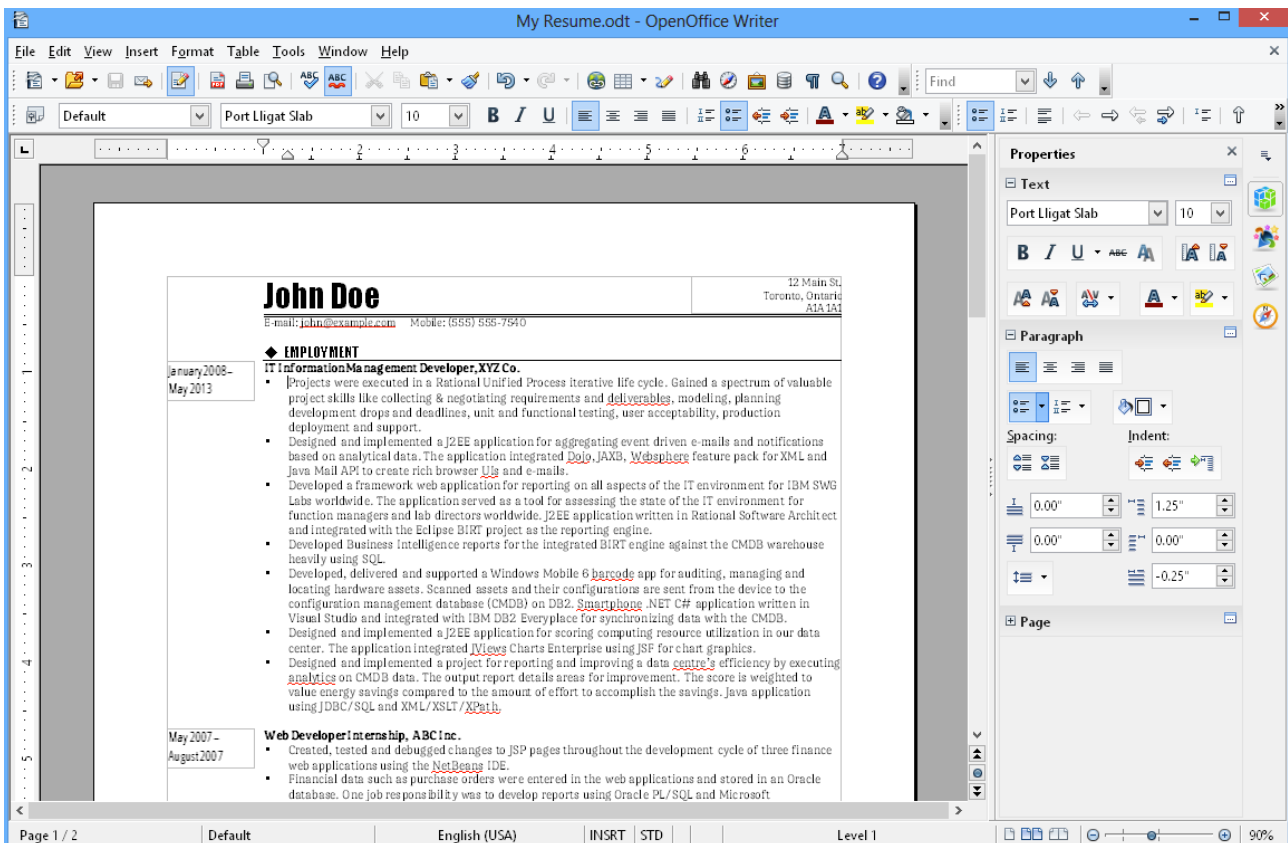 My Resume.odt - OpenOffice Writer
File Edit View Insert Format Table Tools Window Help
Find
Default Port Lligat Slab 10
Properties
Text
Port Lligat Slab 10
Paragraph
Spacing: Indent:
0.00" 1.25"
0.00" 0.00"
-0.25"
Page
John Doe
12 Main St.
Toronto, Ontario
A1A 1A1
E-mail: john@example.com Mobile: (555) 555-7540
EMPLOYMENT
January 2008–
May 2013
IT Information Management Developer, XYZ Co.
Projects were executed in a Rational Unified Process iterative life cycle. Gained a spectrum of valuable
project skills like collecting & negotiating requirements and deliverables, modeling, planning
development drops and deadlines, unit and functional testing, user acceptability, production
deployment and support.
Designed and implemented a J2EE application for aggregating event driven e-mails and notifications
based on analytical data. The application integrated Dojo, JAXB, Websphere feature pack for XML and
Java Mail API to create rich browser UIs and e-mails.
Developed a framework web application for reporting on all aspects of the IT environment for IBM SWG
Labs worldwide. The application served as a tool for assessing the state of the IT environment for
function managers and lab directors worldwide. J2EE application written in Rational Software Architect
and integrated with the Eclipse BIRT project as the reporting engine.
Developed Business Intelligence reports for the integrated BIRT engine against the CMDB warehouse
heavily using SQL.
Developed, delivered and supported a Windows Mobile 6 barcode app for auditing, managing and
locating hardware assets. Scanned assets and their configurations are sent from the device to the
configuration management database (CMDB) on DB2. Smartphone .NET C# application written in
Visual Studio and integrated with IBM DB2 Everyplace for synchronizing data with the CMDB.
Designed and implemented a J2EE application for scoring computing resource utilization in our data
center. The application integrated JViews Charts Enterprise using JSF for chart graphics.
Designed and implemented a project for reporting and improving a data centre's efficiency by executing
analytics on CMDB data. The output report details areas for improvement. The score is weighted to
value energy savings compared to the amount of effort to accomplish the savings. Java application
using JDBC/SQL and XML/XSLT/XPath.
May 2007 –
August 2007
Web Developer Internship, ABC Inc.
Created, tested and debugged changes to JSP pages throughout the development cycle of three finance
web applications using the NetBeans IDE.
Financial data such as purchase orders were entered in the web applications and stored in an Oracle
database. One job responsibility was to develop reports using Oracle PL/SQL and Microsoft
Page 1 / 2 Default English (USA) INSRT STD Level 1 90%